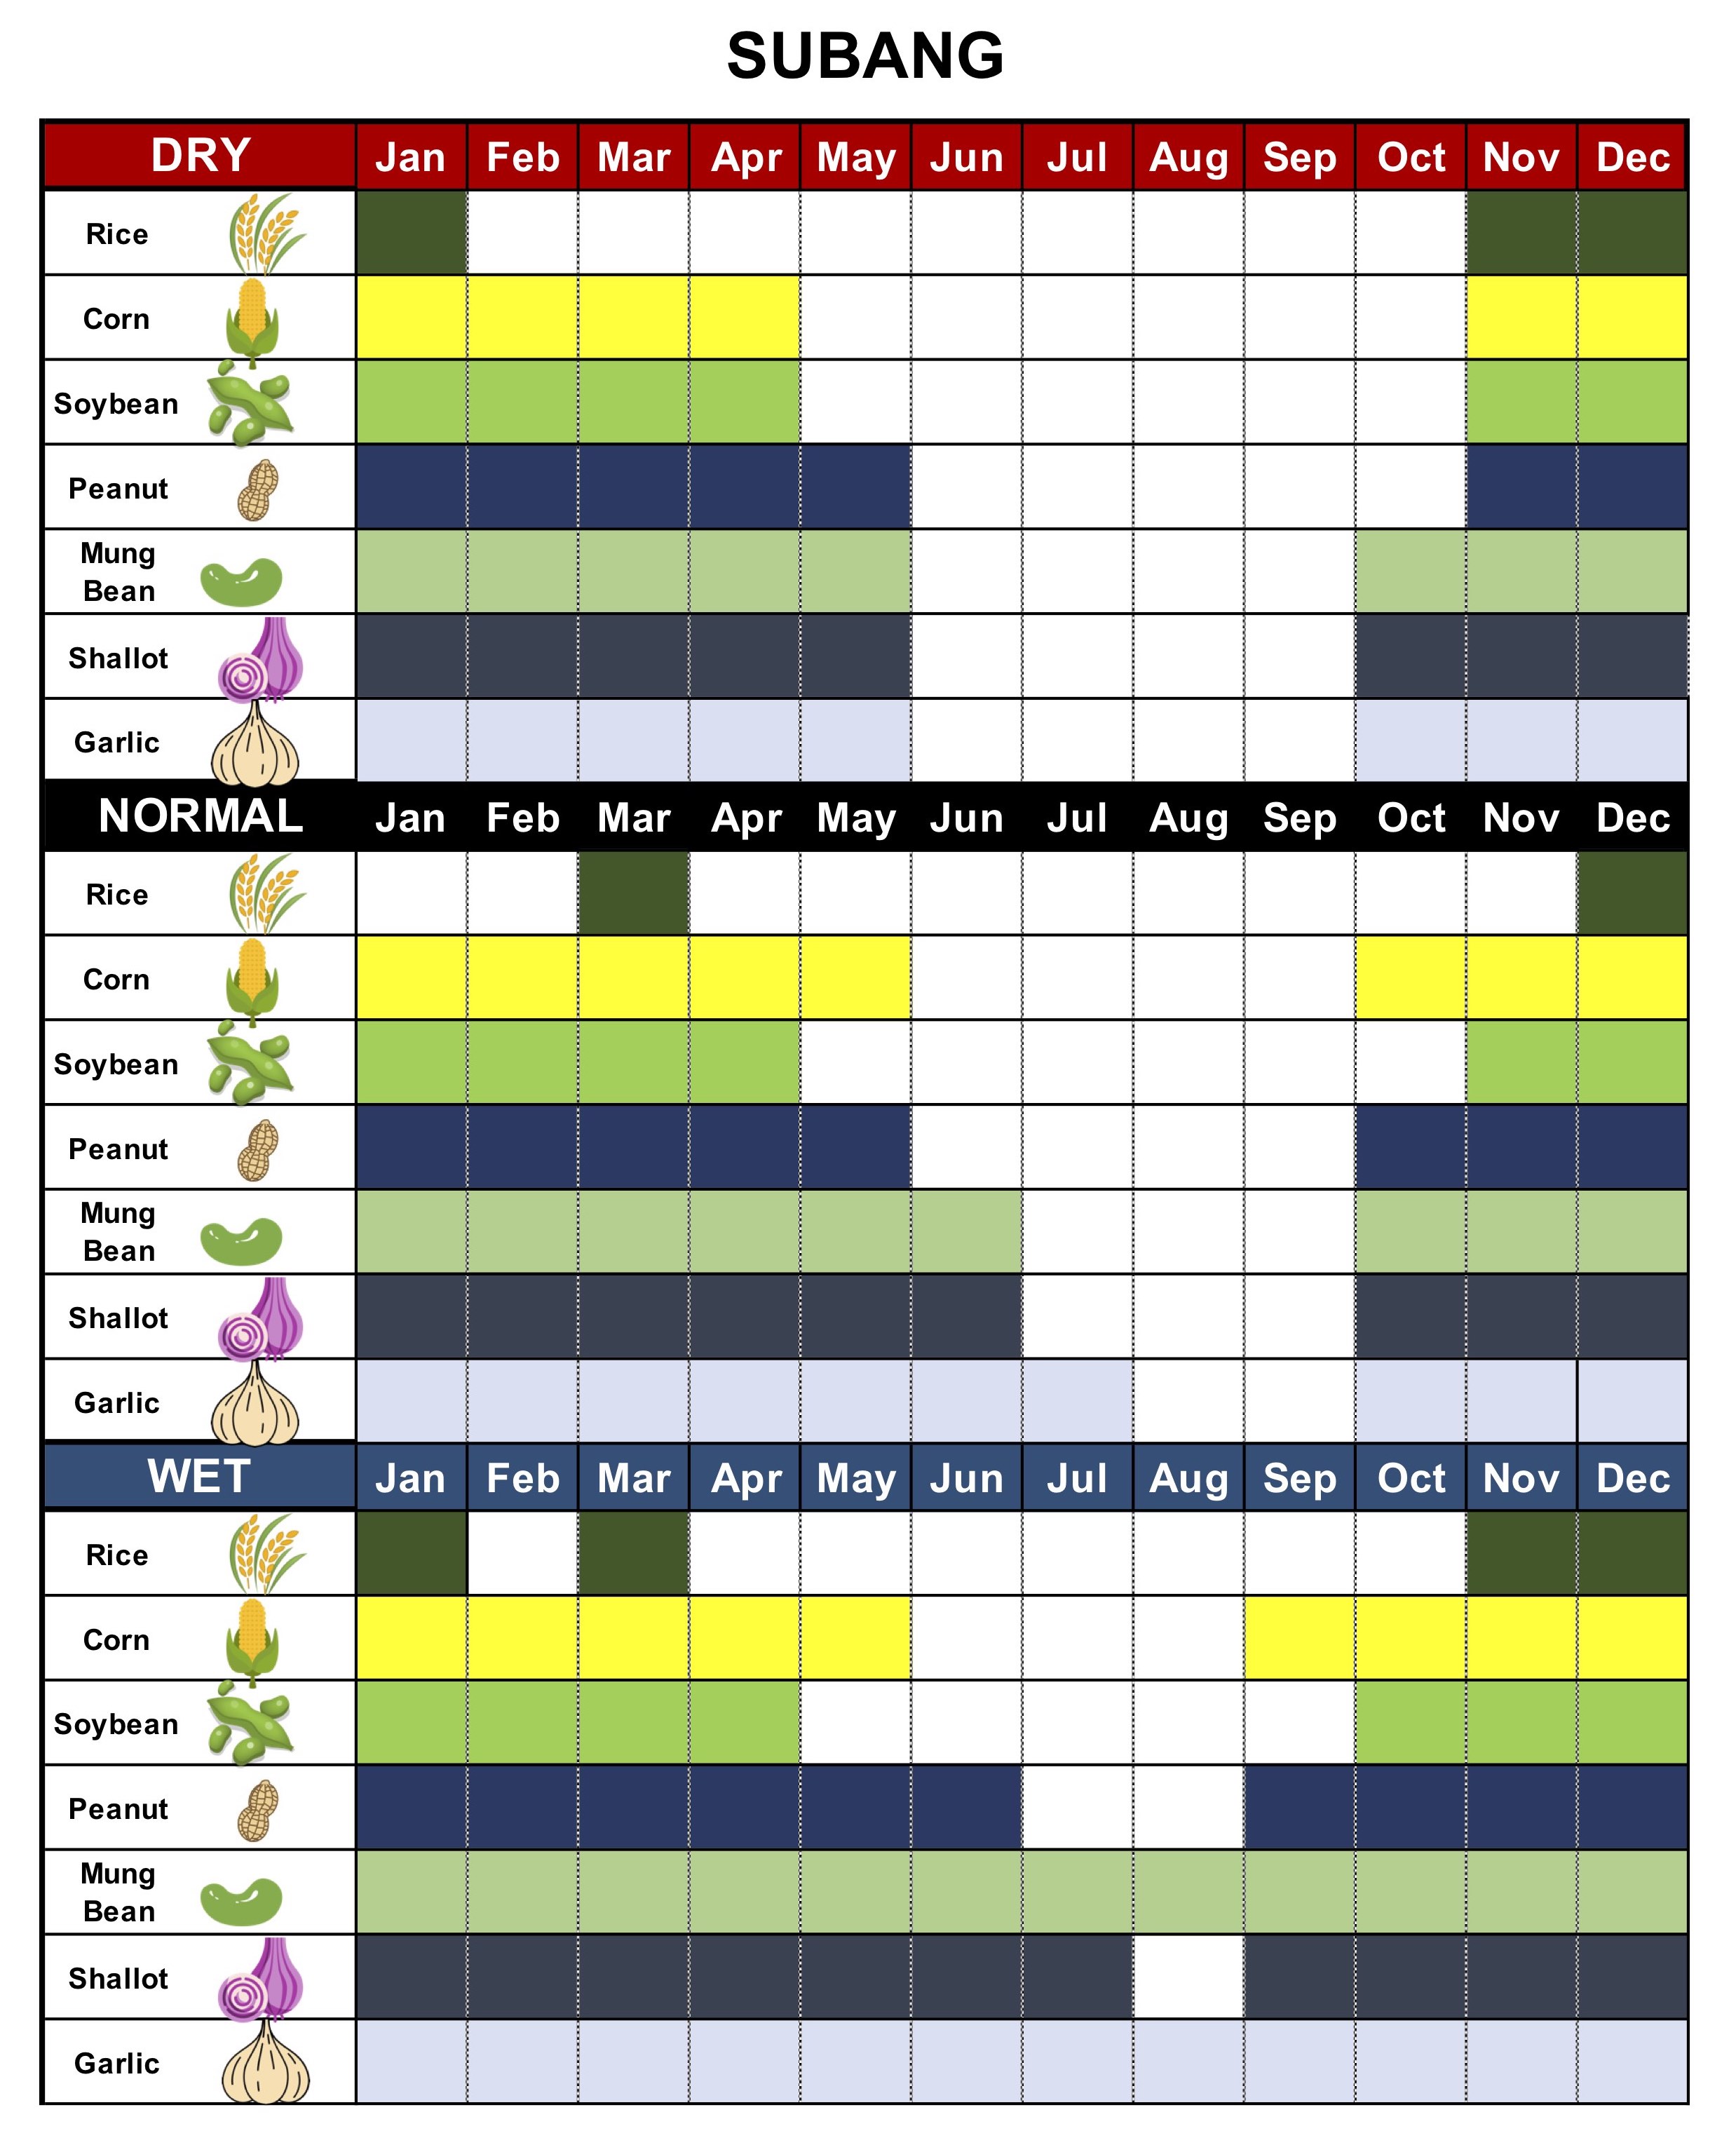 SUBANG
DRY Jan Feb Mar Apr May Jun Jul Aug Sep Oct Nov Dec
Rice
Corn
Soybean
Peanut
Mung
Bean
Shallot
Garlic
NORMAL Jan Feb Mar Apr May Jun Jul Aug Sep Oct Nov Dec
Rice
Corn
Soybean
Peanut
Mung
Bean
Shallot
Garlic
WET Jan Feb Mar Apr May Jun Jul Aug Sep Oct Nov Dec
Rice
Corn
Soybean
Peanut
Mung
Bean
Shallot
Garlic